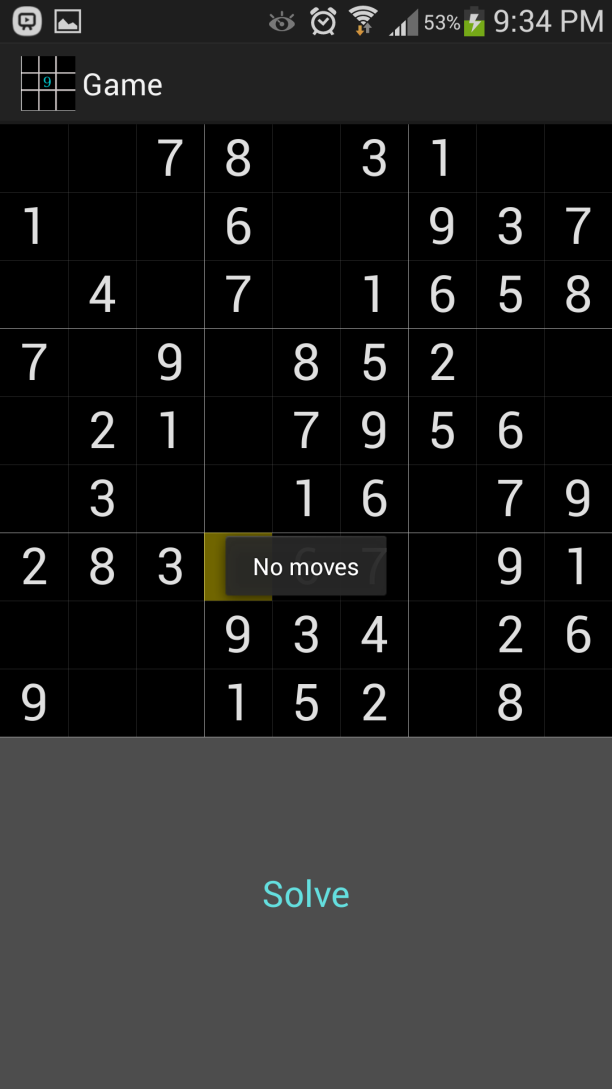 53% 9:34 PM
9 Game
7 8 3 1
1 6 9 3 7
4 7 1 6 5 8
7 9 8 5 2
2 1 7 9 5 6
3 1 6 7 9
2 8 3 6 7 9 1
No moves
9 3 4 2 6
9 1 5 2 8
Solve